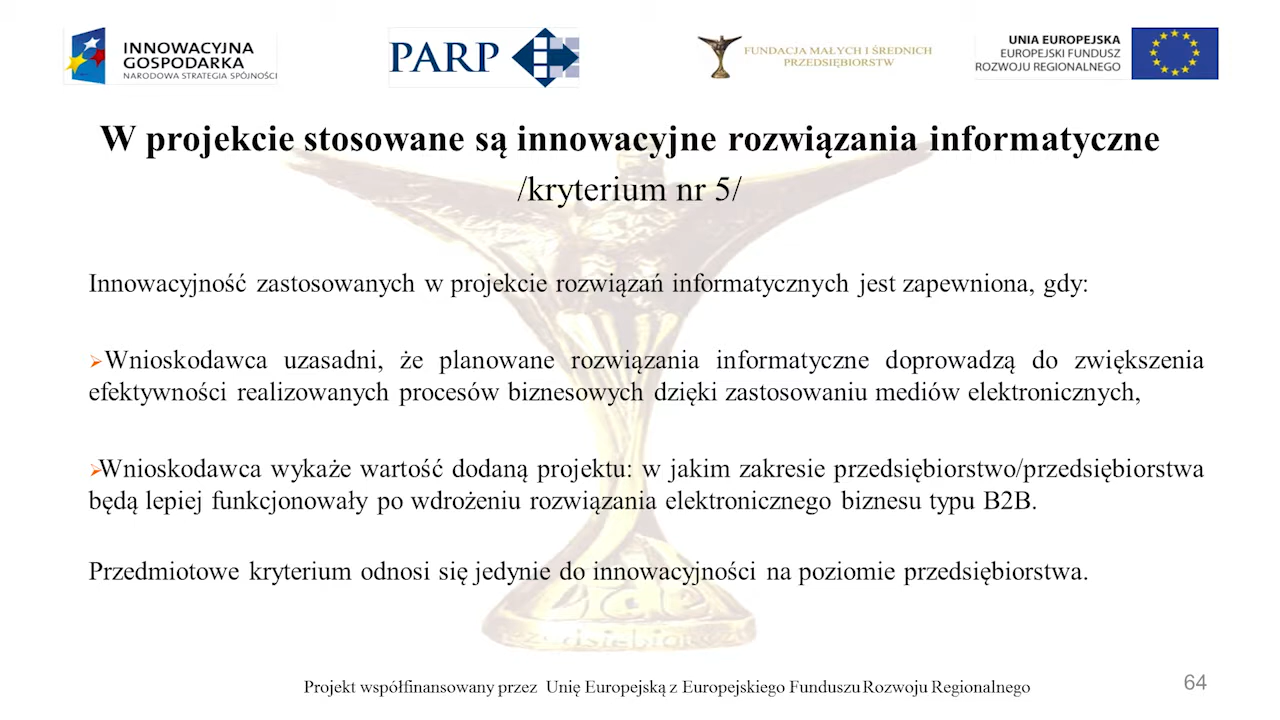 INNOWACYJNA
GOSPODARKA
NARODOWA STRATEGIA SPÓJNOŚCI
PARP
FUNDACJA MAŁYCH I ŚREDNICH
PRZEDSIĘBIORSTW
UNIA EUROPEJSKA
EUROPEJSKI FUNDUSZ
ROZWOJU REGIONALNEGO
W projekcie stosowane są innowacyjne rozwiązania informatyczne
/kryterium nr 5/
Innowacyjność zastosowanych w projekcie rozwiązań informatycznych jest zapewniona, gdy:
Wnioskodawca uzasadni, że planowane rozwiązania informatyczne doprowadzą do zwiększenia
efektywności realizowanych procesów biznesowych dzięki zastosowaniu mediów elektronicznych,
Wnioskodawca wykaże wartość dodaną projektu: w jakim zakresie przedsiębiorstwo/przedsiębiorstwa
będą lepiej funkcjonowały po wdrożeniu rozwiązania elektronicznego biznesu typu B2B.
Przedmiotowe kryterium odnosi się jedynie do innowacyjności na poziomie przedsiębiorstwa.
Projekt współfinansowany przez Unię Europejską z Europejskiego Funduszu Rozwoju Regionalnego
64